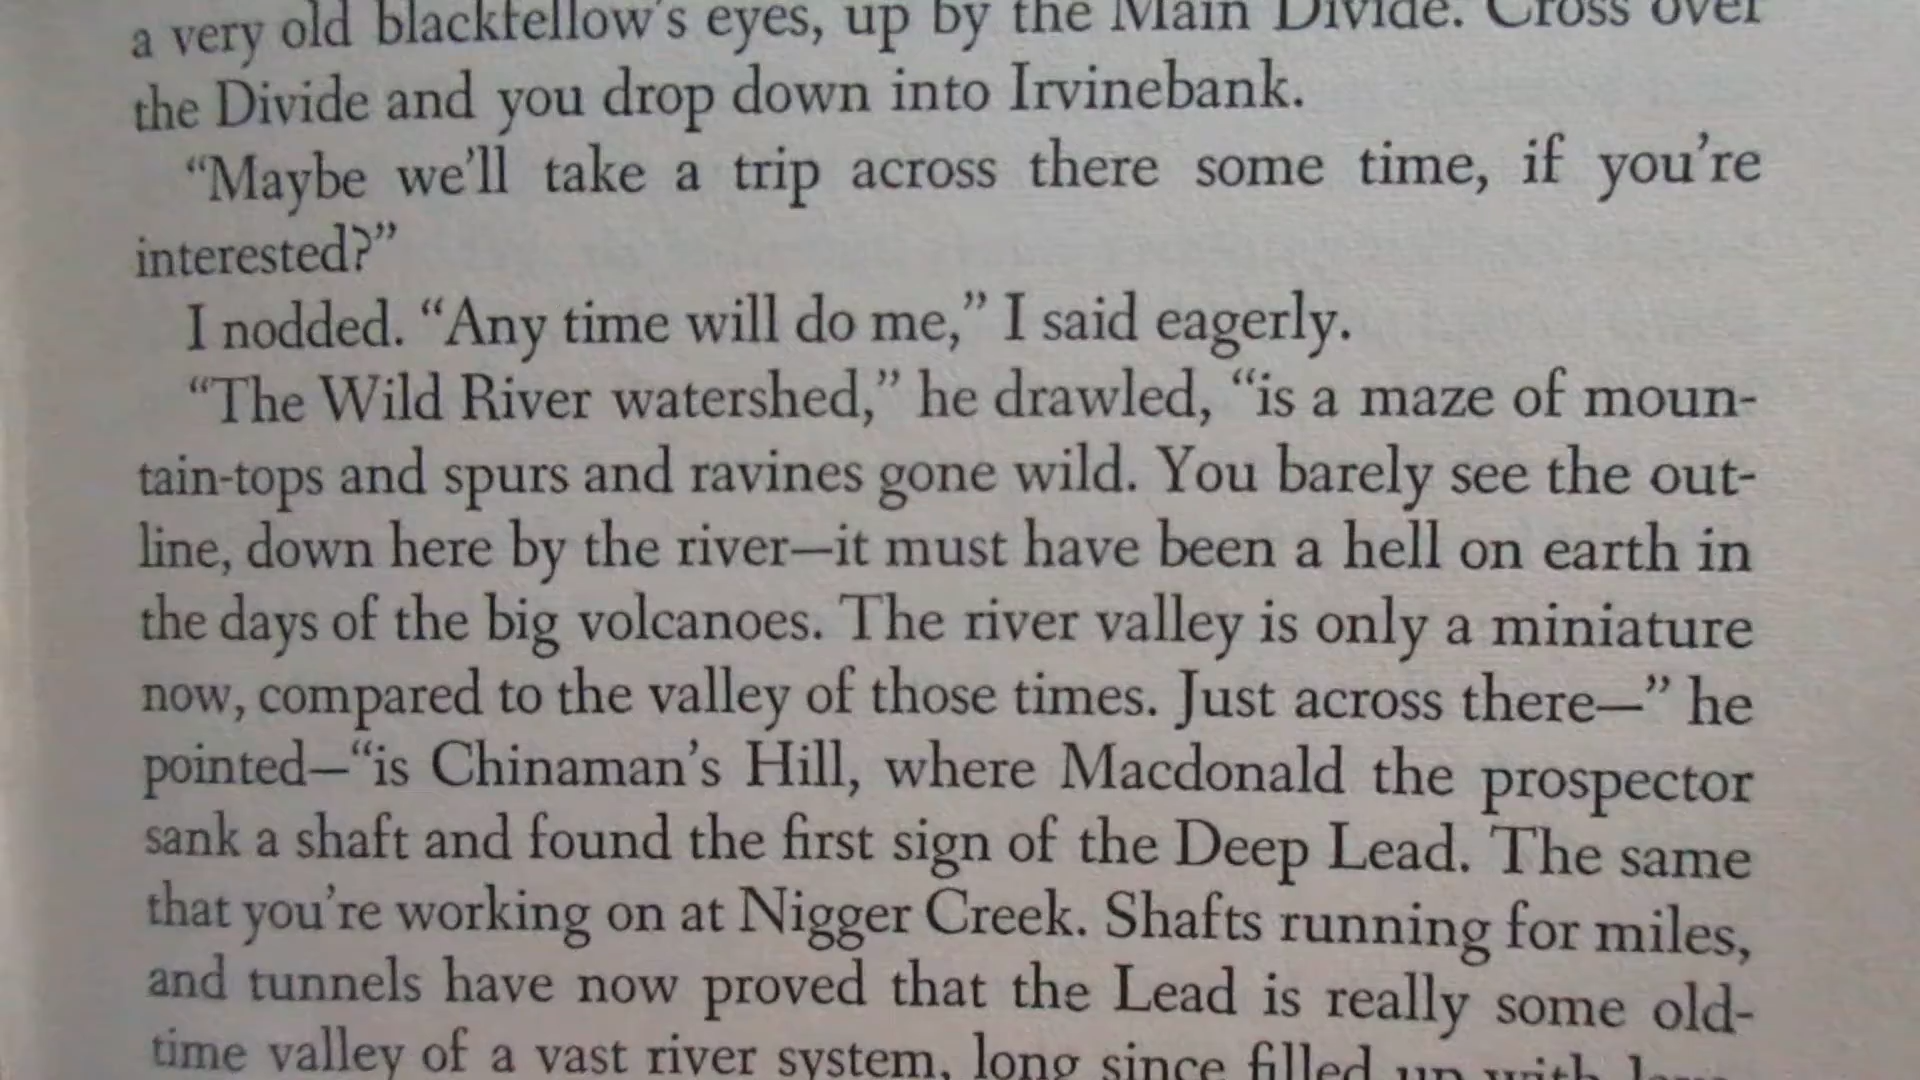 a very old blackfellow's eyes, up by the Main Divide. Cross over
the Divide and you drop down into Irvinebank.
“Maybe we'll take a trip across there some time, if you're
interested?”
I nodded. “Any time will do me,” I said eagerly.
“The Wild River watershed,” he drawled, “is a maze of moun-
tain-tops and spurs and ravines gone wild. You barely see the out-
line, down here by the river—it must have been a hell on earth in
the days of the big volcanoes. The river valley is only a miniature
now, compared to the valley of those times. Just across there—” he
pointed—“is Chinaman's Hill, where Macdonald the prospector
sank a shaft and found the first sign of the Deep Lead. The same
that you're working on at Nigger Creek. Shafts running for miles,
and tunnels have now proved that the Lead is really some old-
time valley of a vast river system, long since filled up with